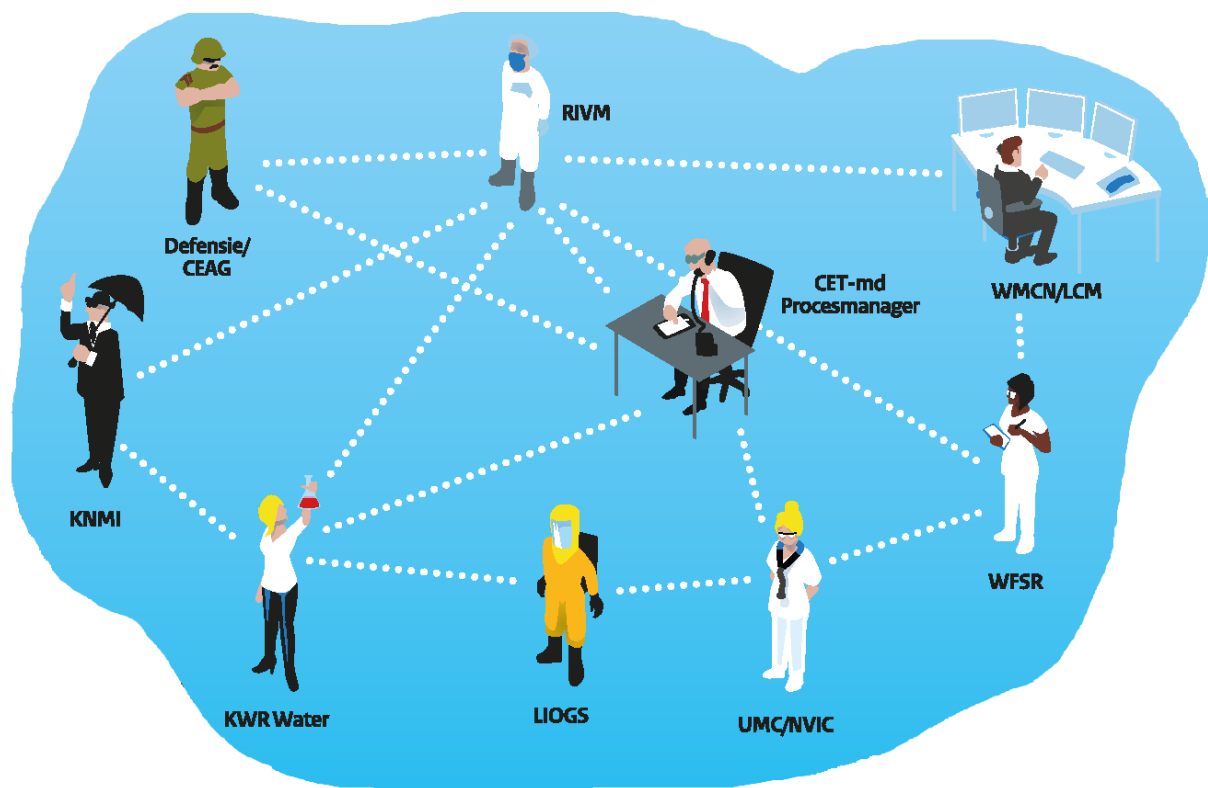 RIVM
Defensie/
CEAG
CET-md
Procesmanager
WMCN/LCM
KNMI
WFSR
KWR Water
LIOGS
UMC/NVIC